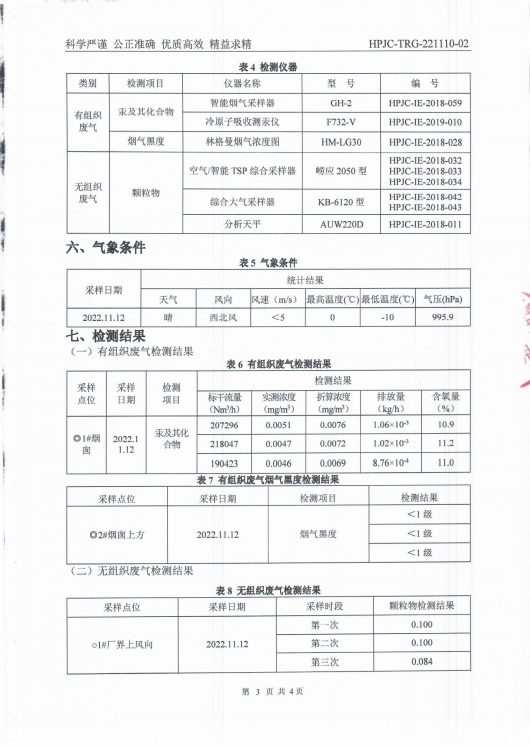 科学严谨 公正准确 优质高效 精益求精 HPJC-TRG-221110-02
表 4 检测仪器
类别 检测项目 仪器名称 型 号 编 号
有组织废气 汞及其化合物 智能烟气采样器 GH-2 HPJC-IE-2018-059
冷原子吸收测汞仪 F732-V HPJC-IE-2019-010
烟气黑度 林格曼烟气浓度图 HM-LG30 HPJC-IE-2018-028
无组织废气 颗粒物 空气/智能 TSP 综合采样器 崂应 2050 型 HPJC-IE-2018-032
HPJC-IE-2018-033
HPJC-IE-2018-034
综合大气采样器 KB-6120 型 HPJC-IE-2018-042
HPJC-IE-2018-043
分析天平 AUW220D HPJC-IE-2018-011
六、气象条件
表 5 气象条件
采样日期 统计结果
天气 风向 风速（m/s） 最高温度(℃) 最低温度(℃) 气压(hPa)
2022.11.12 晴 西北风 ＜5 0 -10 995.9
七、检测结果
（一）有组织废气检测结果
表 6 有组织废气检测结果
采样点位 采样日期 检测项目 检测结果
标干流量（Nm³/h） 实测浓度（mg/m³） 折算浓度（mg/m³） 排放量（kg/h） 含氧量（%）
◎1#烟囱 2022.11.12 汞及其化合物 207296 0.0051 0.0076 1.06×10⁻³ 10.9
218047 0.0047 0.0072 1.02×10⁻³ 11.2
190423 0.0046 0.0069 8.76×10⁻⁴ 11.0
表 7 有组织废气烟气黑度检测结果
采样点位 采样日期 检测项目 检测结果
◎2#烟囱上方 2022.11.12 烟气黑度 ＜1 级
＜1 级
＜1 级
（二）无组织废气检测结果
表 8 无组织废气检测结果
采样点位 采样日期 采样时段 颗粒物检测结果
○1#厂界上风向 2022.11.12 第一次 0.100
第二次 0.100
第三次 0.084
第 3 页 共 4 页